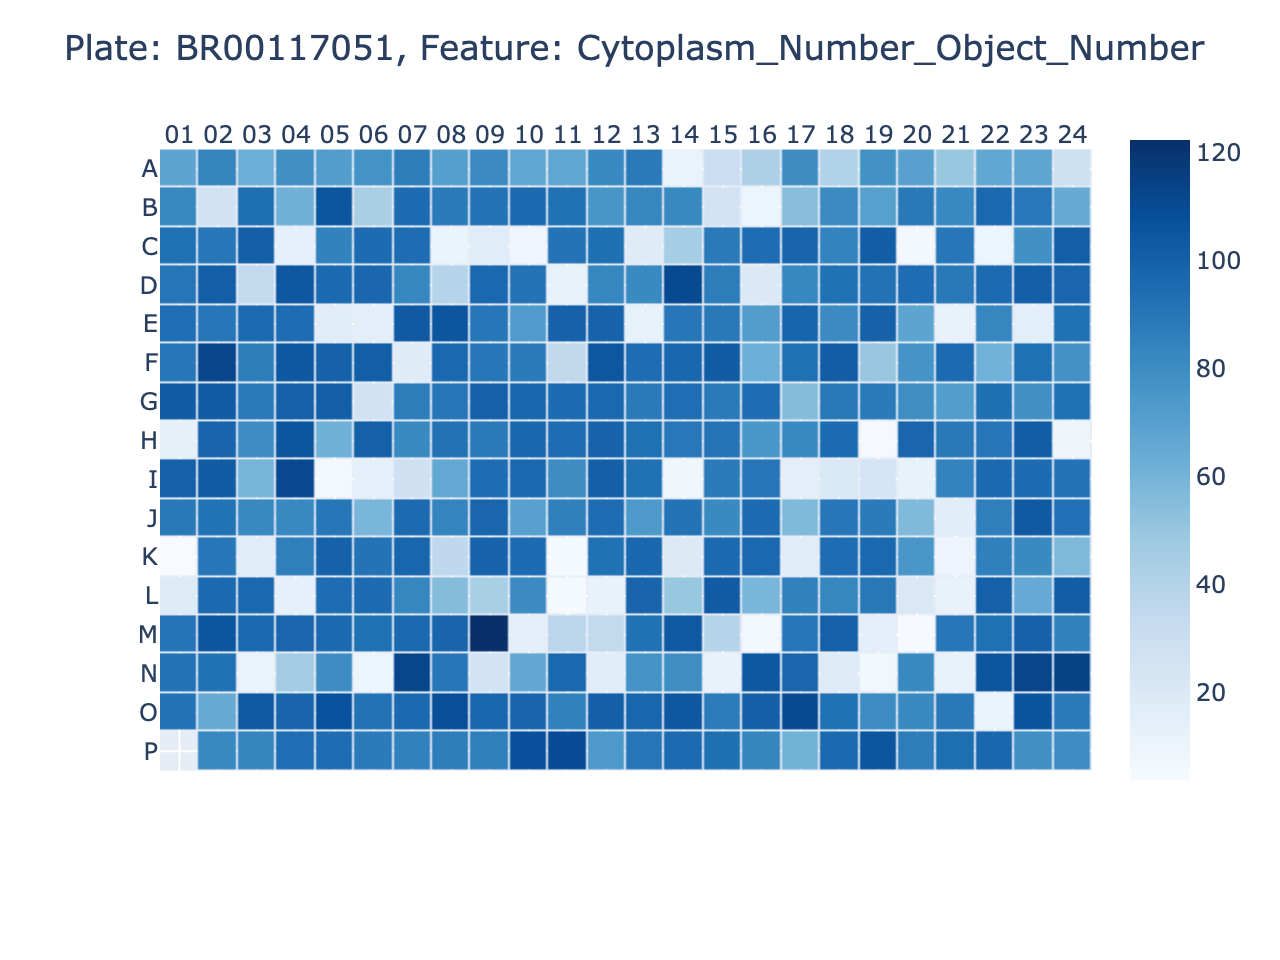 Plate: BR00117051, Feature: Cytoplasm_Number_Object_Number
01 02 03 04 05 06 07 08 09 10 11 12 13 14 15 16 17 18 19 20 21 22 23 24
A
B
C
D
E
F
G
H
I
J
K
L
M
N
O
P
120
100
80
60
40
20